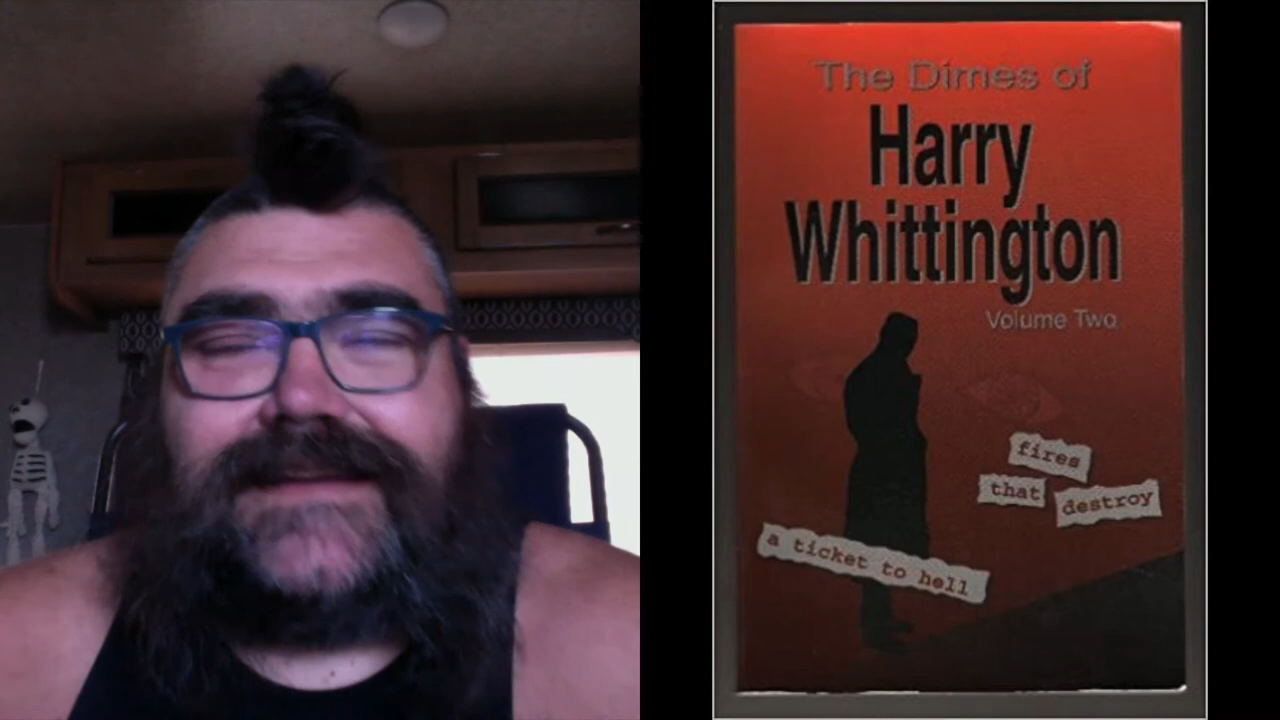 The Dimes of
Harry
Whittington
Volume Two
fires
that destroy
a ticket to hell